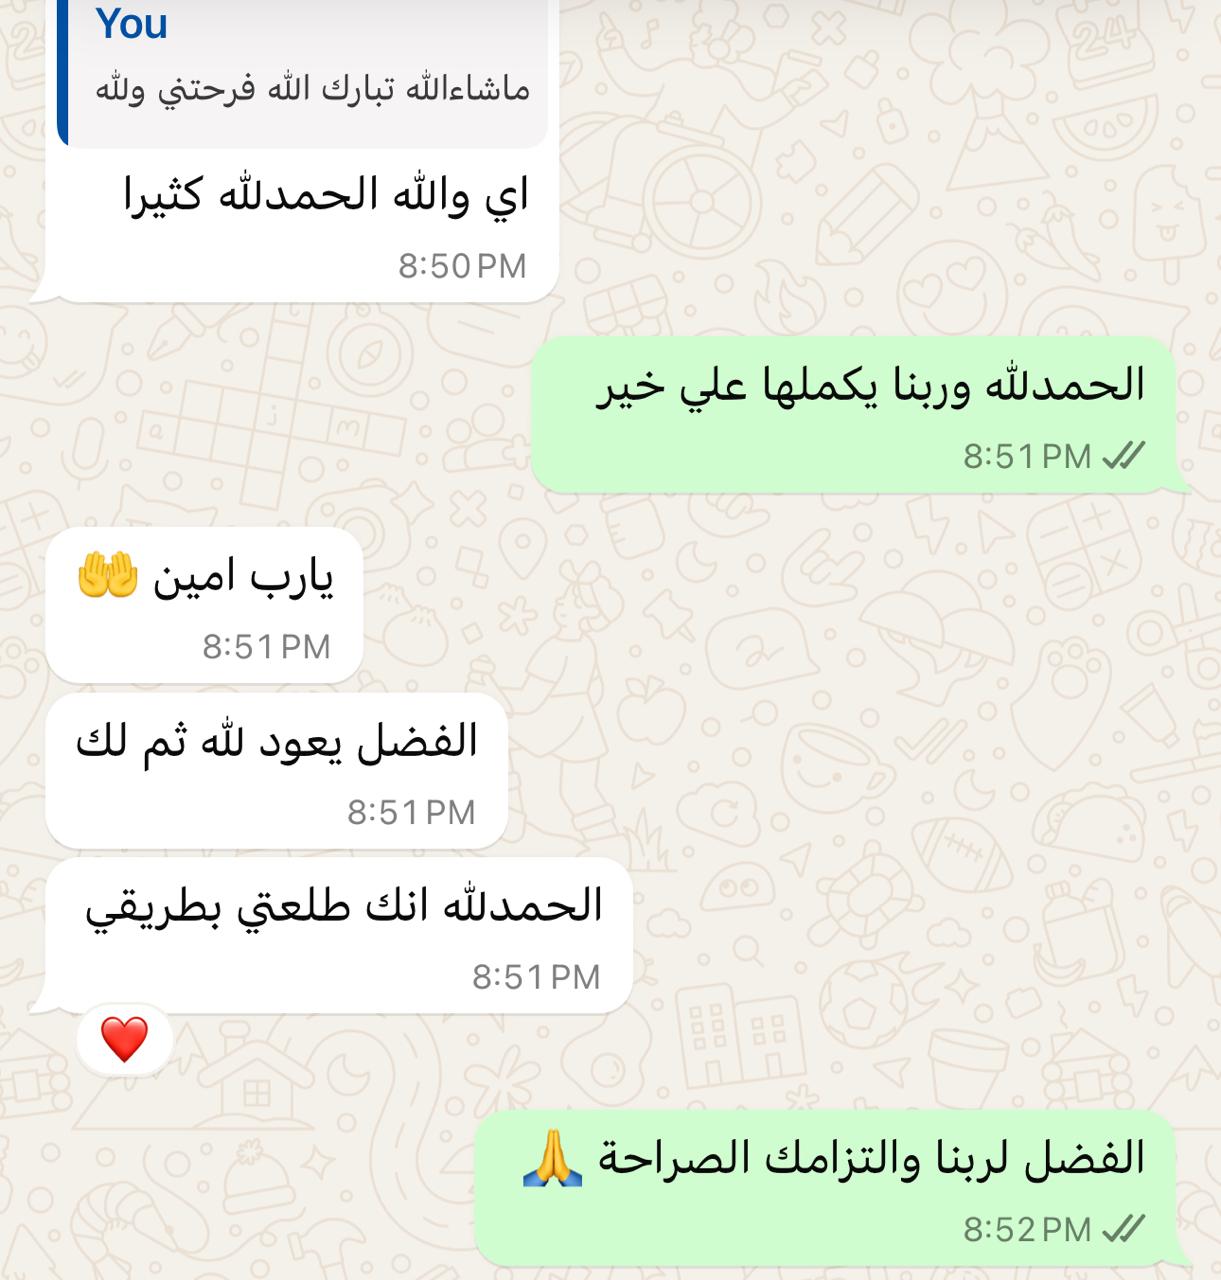 You
ماشاءالله تبارك الله فرحتني ولله
اي والله الحمدلله كثيرا
8:50 PM
الحمدلله وربنا يكملها علي خير
8:51 PM
يارب امين 🤲
8:51 PM
الفضل يعود لله ثم لك
8:51 PM
الحمدلله انك طلعتي بطريقي
8:51 PM
❤️
الفضل لربنا والتزامك الصراحة 🙏
8:52 PM